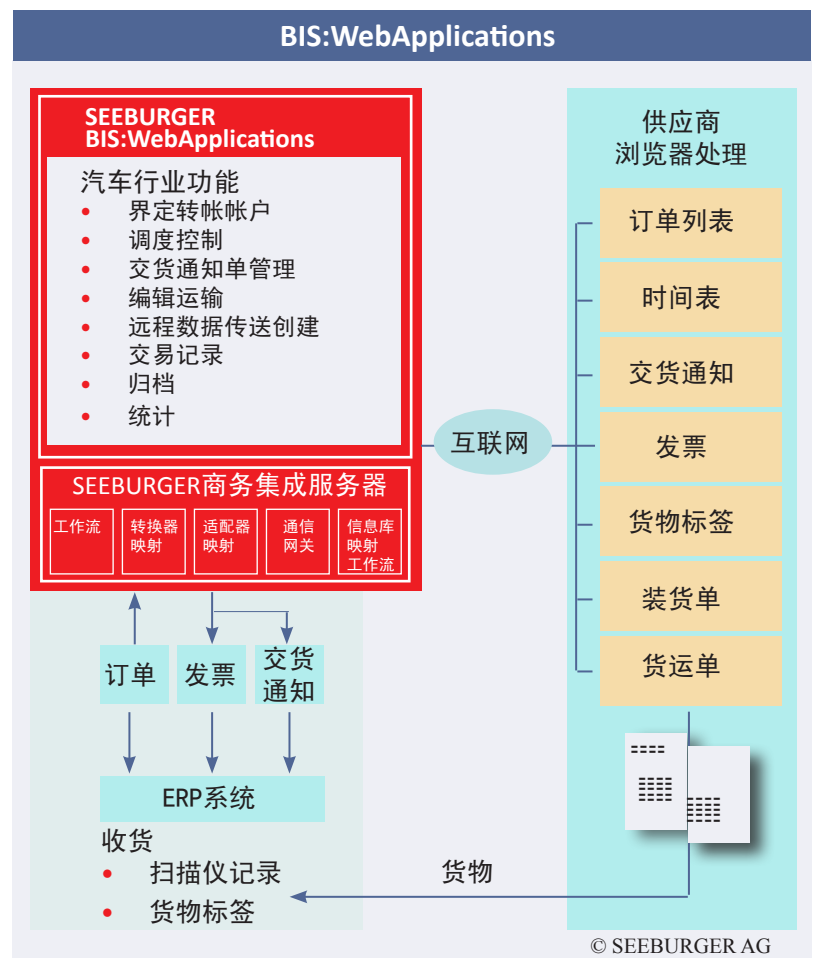 BIS:WebApplications
SEEBURGER
BIS:WebApplications
汽车行业功能
• 界定转帐帐户
• 调度控制
• 交货通知单管理
• 编辑运输
• 远程数据传送创建
• 交易记录
• 归档
• 统计
SEEBURGER商务集成服务器
工作流
转换器
映射
适配器
映射
通信
网关
信息库
映射
工作流
订单
发票
交货
通知
ERP系统
收货
• 扫描仪记录
• 货物标签
互联网
货物
供应商
浏览器处理
订单列表
时间表
交货通知
发票
货物标签
装货单
货运单
© SEEBURGER AG